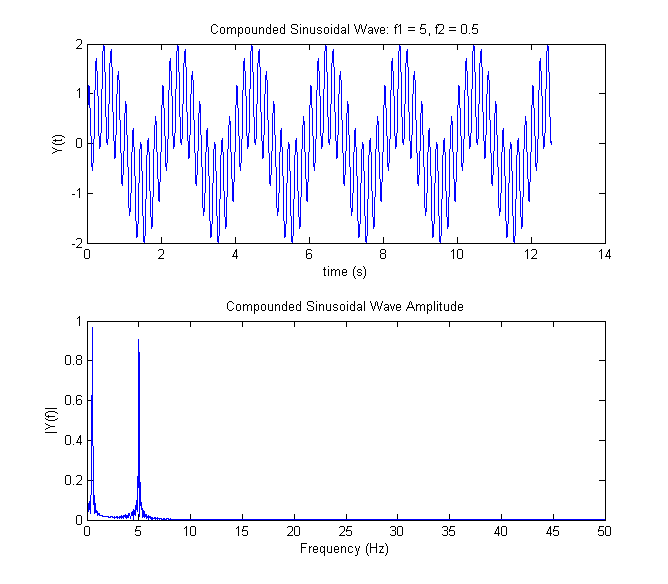 Compounded Sinusoidal Wave: f1 = 5, f2 = 0.5
2
1
0
-1
-2
Y(t)
0 2 4 6 8 10 12 14
time (s)
Compounded Sinusoidal Wave Amplitude
1
0.8
0.6
0.4
0.2
0
|Y(f)|
0 5 10 15 20 25 30 35 40 45 50
Frequency (Hz)